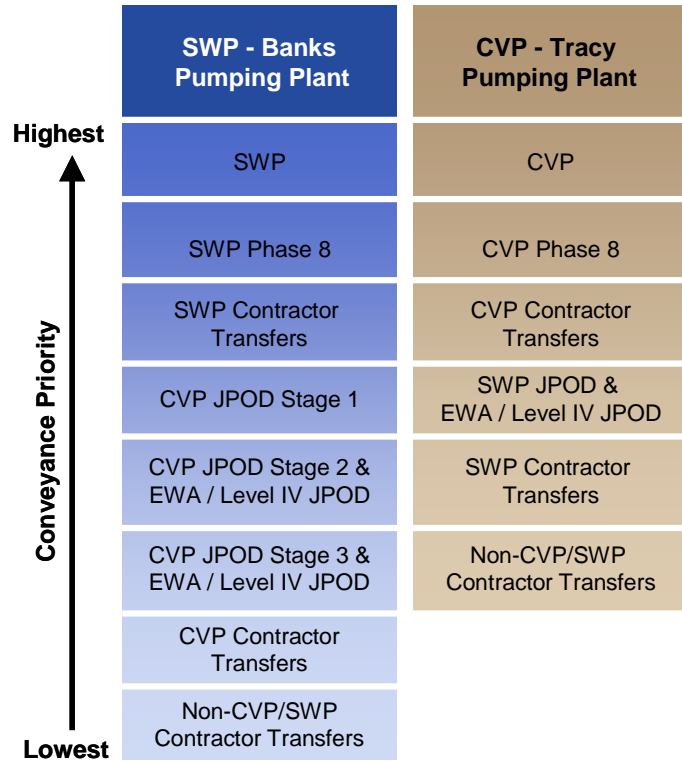 SWP - Banks
Pumping Plant
CVP - Tracy
Pumping Plant
Highest
Conveyance Priority
Lowest
SWP
SWP Phase 8
SWP Contractor
Transfers
CVP JPOD Stage 1
CVP JPOD Stage 2 &
EWA / Level IV JPOD
CVP JPOD Stage 3 &
EWA / Level IV JPOD
CVP Contractor
Transfers
Non-CVP/SWP
Contractor Transfers
CVP
CVP Phase 8
CVP Contractor
Transfers
SWP JPOD &
EWA / Level IV JPOD
SWP Contractor
Transfers
Non-CVP/SWP
Contractor Transfers